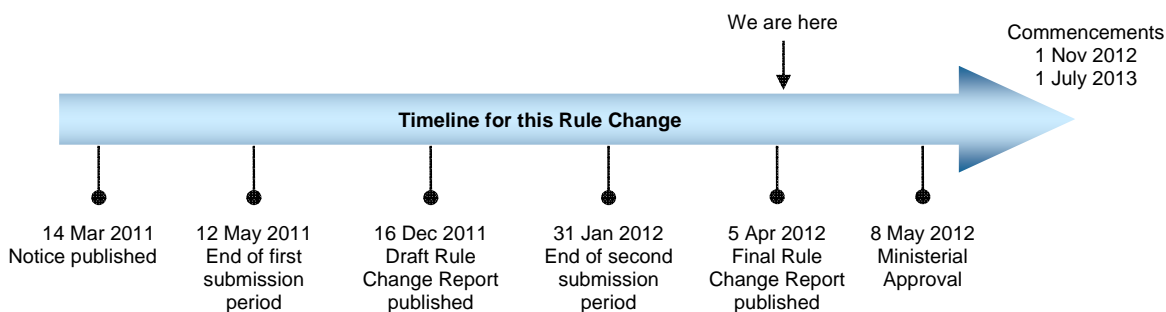 We are here
Commencements
1 Nov 2012
1 July 2013
Timeline for this Rule Change
14 Mar 2011
Notice published
12 May 2011
End of first
submission
period
16 Dec 2011
Draft Rule
Change Report
published
31 Jan 2012
End of second
submission
period
5 Apr 2012
Final Rule
Change Report
published
8 May 2012
Ministerial
Approval